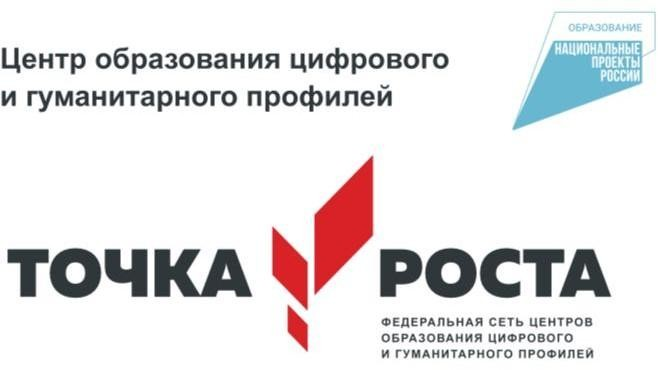 Центр образования цифрового
и гуманитарного профилей
ОБРАЗОВАНИЕ
НАЦИОНАЛЬНЫЕ
ПРОЕКТЫ
РОССИИ
ТОЧКА РОСТА
ФЕДЕРАЛЬНАЯ СЕТЬ ЦЕНТРОВ
ОБРАЗОВАНИЯ ЦИФРОВОГО
И ГУМАНИТАРНОГО ПРОФИЛЕЙ